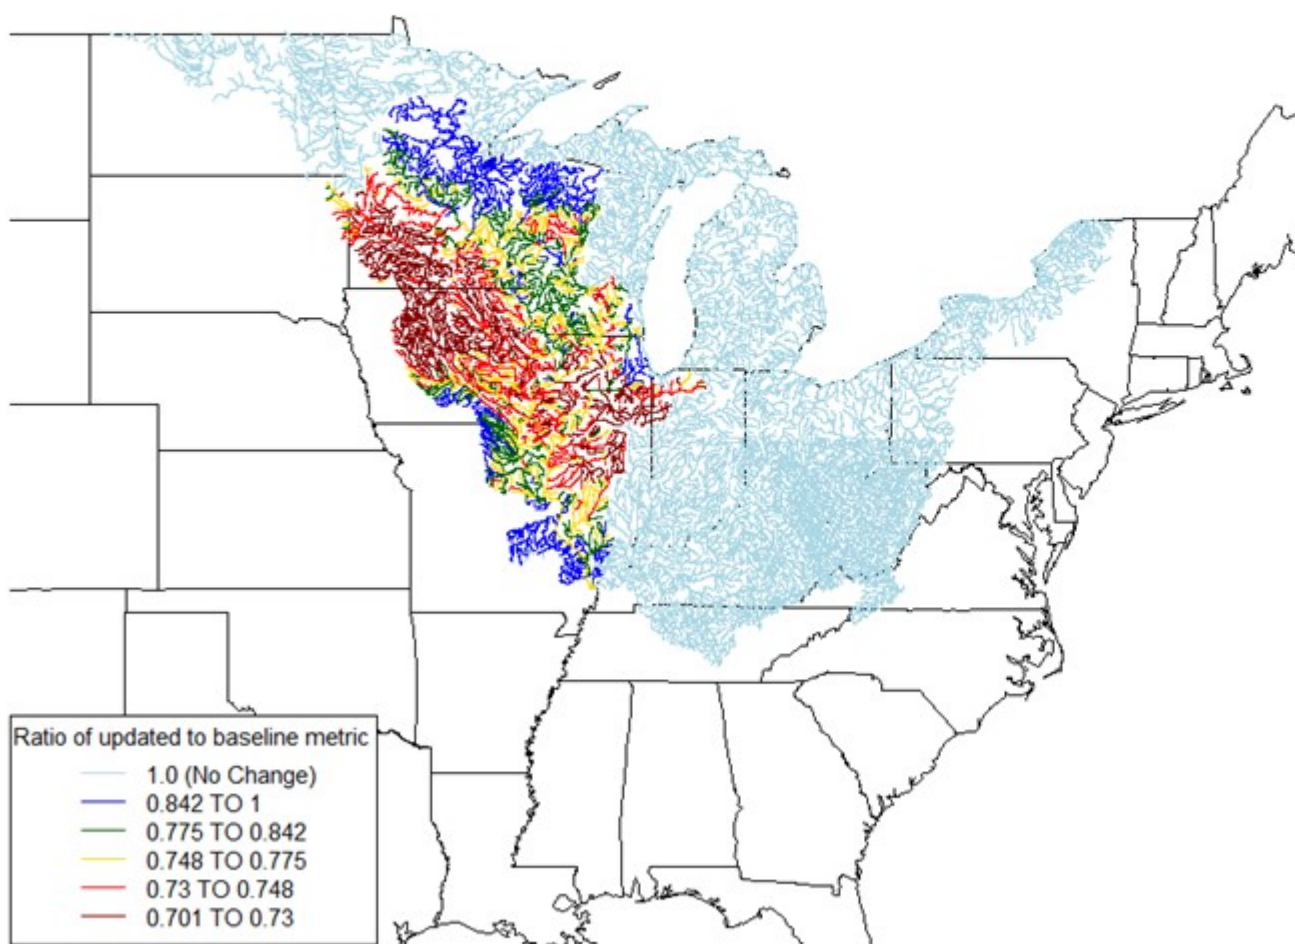 Ratio of updated to baseline metric
1.0 (No Change)
0.842 TO 1
0.775 TO 0.842
0.748 TO 0.775
0.73 TO 0.748
0.701 TO 0.73